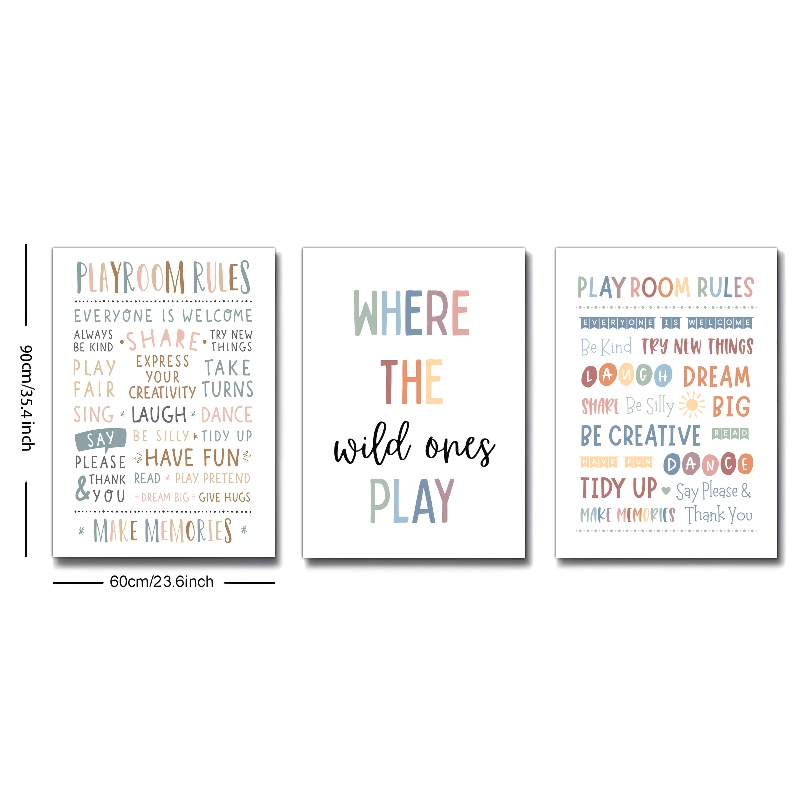 90cm/35.4 inch
60cm/23.6inch
PLAYROOM RULES
EVERYONE IS WELCOME
ALWAYS BE KIND • SHARE • TRY NEW THINGS
PLAY FAIR EXPRESS YOUR CREATIVITY TAKE TURNS
SING LAUGH DANCE
SAY BE SILLY TIDY UP
PLEASE HAVE FUN
& THANK YOU READ PLAY PRETEND
DREAM BIG GIVE HUGS
MAKE MEMORIES
WHERE
THE
wild ones
PLAY
PLAY ROOM RULES
EVERYONE IS WELCOME
Be Kind TRY NEW THINGS
LAUGH DREAM
SHARE Be Silly BIG
BE CREATIVE READ
HAVE FUN DANCE
TIDY UP Say Please &
MAKE MEMORIES Thank You